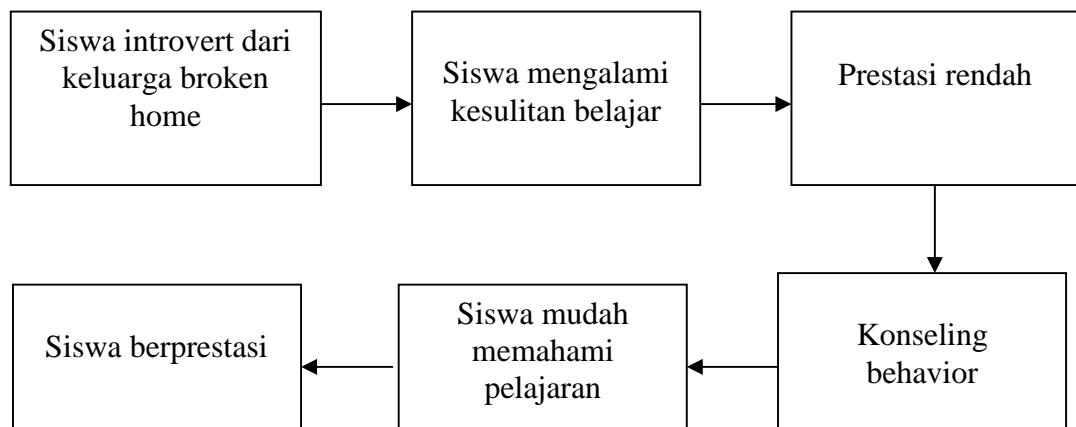 Siswa introvert dari
keluarga broken
home
Siswa mengalami
kesulitan belajar
Prestasi rendah
Konseling
behavior
Siswa mudah
memahami
pelajaran
Siswa berprestasi